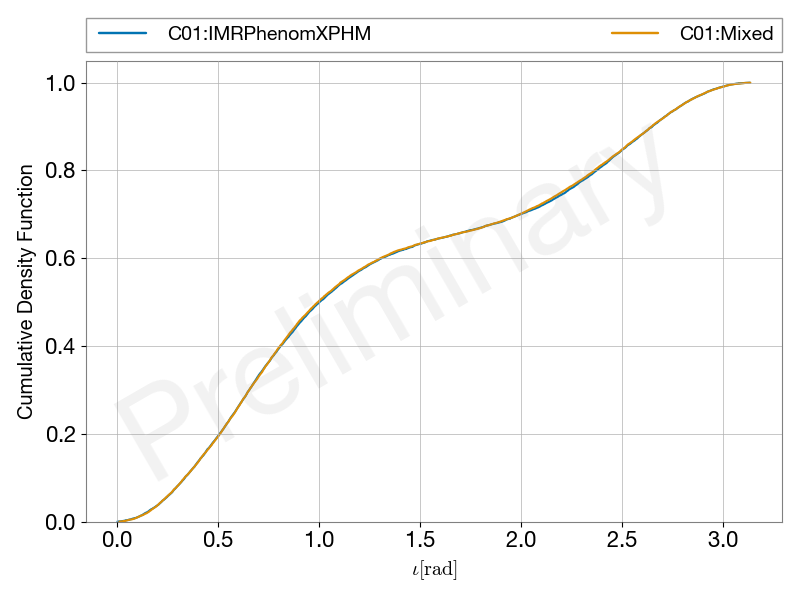 C01:IMRPhenomXPHM C01:Mixed
Cumulative Density Function
1.0
0.8
0.6
0.4
0.2
0.0
Preliminary
0.0 0.5 1.0 1.5 2.0 2.5 3.0
ι[rad]